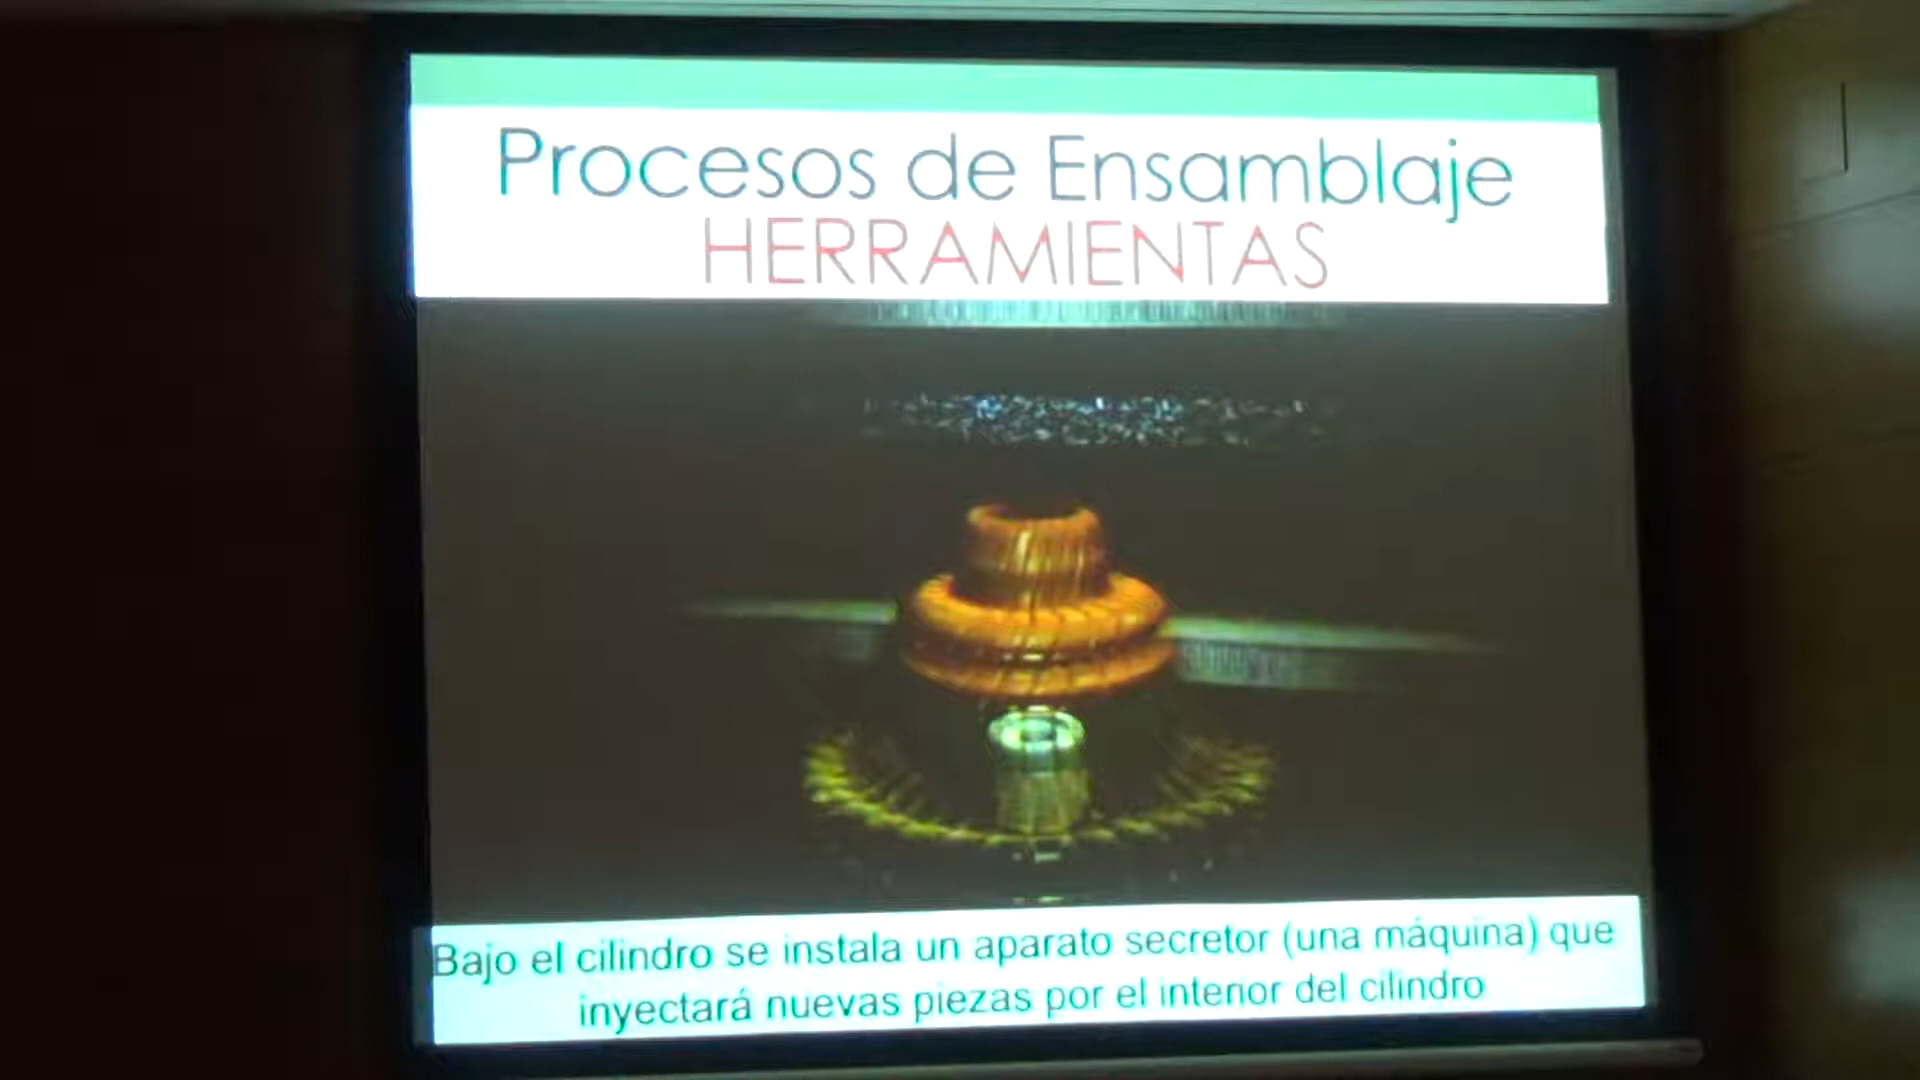 Procesos de Ensamblaje
HERRAMIENTAS
Bajo el cilindro se instala un aparato secretor (una máquina) que
inyectará nuevas piezas por el interior del cilindro